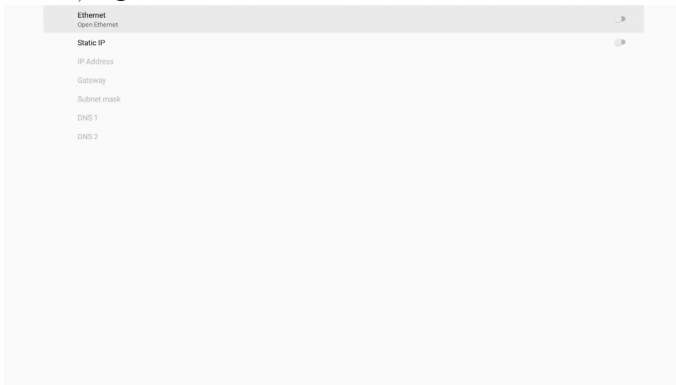 Ethernet
Open Ethernet
Static IP
IP Address
Gateway
Subnet mask
DNS 1
DNS 2